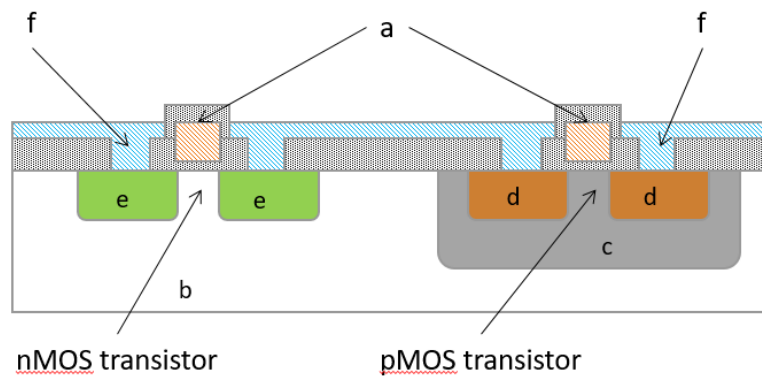 f a f
e e d d
c
b
nMOS transistor pMOS transistor